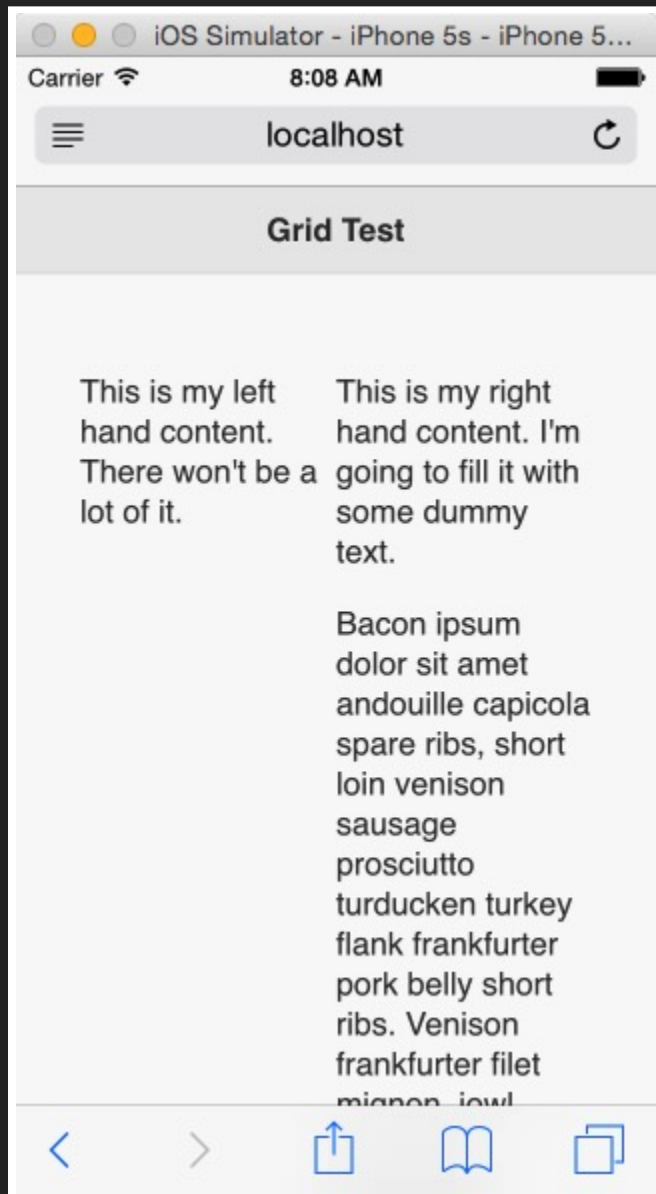 iOS Simulator - iPhone 5s - iPhone 5...
Carrier 8:08 AM
localhost
Grid Test
This is my left
hand content.
There won't be a
lot of it.
This is my right
hand content. I'm
going to fill it with
some dummy
text.
Bacon ipsum
dolor sit amet
andouille capicola
spare ribs, short
loin venison
sausage
prosciutto
turducken turkey
flank frankfurter
pork belly short
ribs. Venison
frankfurter filet
mignon, jowl